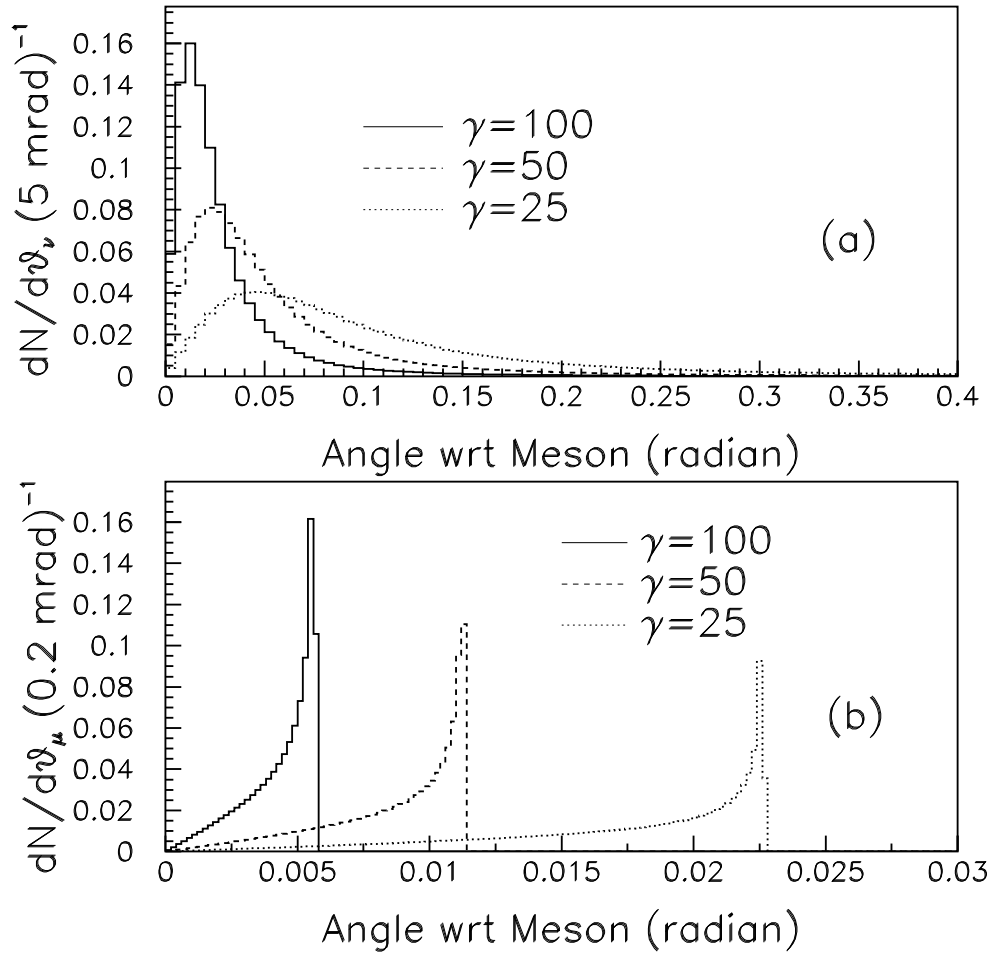 dN/dϑν (5 mrad)⁻¹
0.16
0.14
0.12
0.1
0.08
0.06
0.04
0.02
0
γ=100
γ=50
γ=25
(a)
0 0.05 0.1 0.15 0.2 0.25 0.3 0.35 0.4
Angle wrt Meson (radian)
dN/dϑμ (0.2 mrad)⁻¹
0.16
0.14
0.12
0.1
0.08
0.06
0.04
0.02
0
γ=100
γ=50
γ=25
(b)
0 0.005 0.01 0.015 0.02 0.025 0.03
Angle wrt Meson (radian)